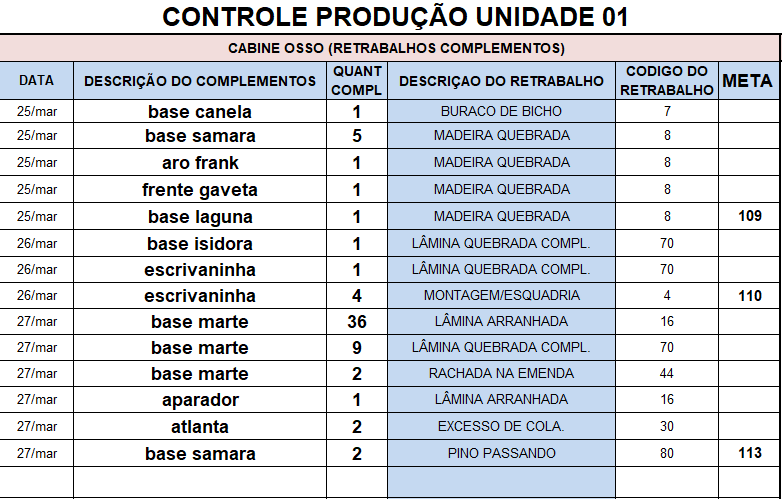 CONTROLE PRODUÇÃO UNIDADE 01
CABINE OSSO (RETRABALHOS COMPLEMENTOS)
DATA DESCRIÇÃO DO COMPLEMENTOS QUANT COMPL DESCRIÇAO DO RETRABALHO CODIGO DO RETRABALHO META
25/mar base canela 1 BURACO DE BICHO 7
25/mar base samara 5 MADEIRA QUEBRADA 8
25/mar aro frank 1 MADEIRA QUEBRADA 8
25/mar frente gaveta 1 MADEIRA QUEBRADA 8
25/mar base laguna 1 MADEIRA QUEBRADA 8 109
26/mar base isidora 1 LÂMINA QUEBRADA COMPL. 70
26/mar escrivaninha 1 LÂMINA QUEBRADA COMPL. 70
26/mar escrivaninha 4 MONTAGEM/ESQUADRIA 4 110
27/mar base marte 36 LÂMINA ARRANHADA 16
27/mar base marte 9 LÂMINA QUEBRADA COMPL. 70
27/mar base marte 2 RACHADA NA EMENDA 44
27/mar aparador 1 LÂMINA ARRANHADA 16
27/mar atlanta 2 EXCESSO DE COLA. 30
27/mar base samara 2 PINO PASSANDO 80 113